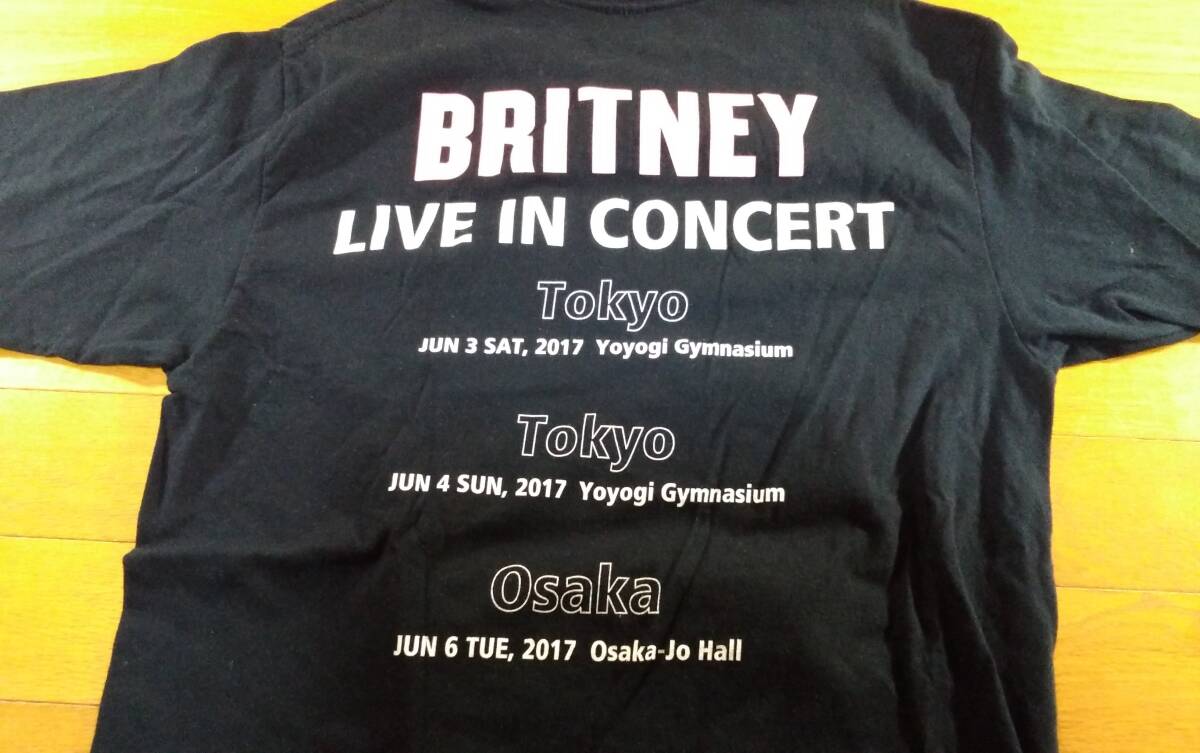 BRITNEY
LIVE IN CONCERT
Tokyo
JUN 3 SAT, 2017 Yoyogi Gymnasium
Tokyo
JUN 4 SUN, 2017 Yoyogi Gymnasium
Osaka
JUN 6 TUE, 2017 Osaka-Jo Hall